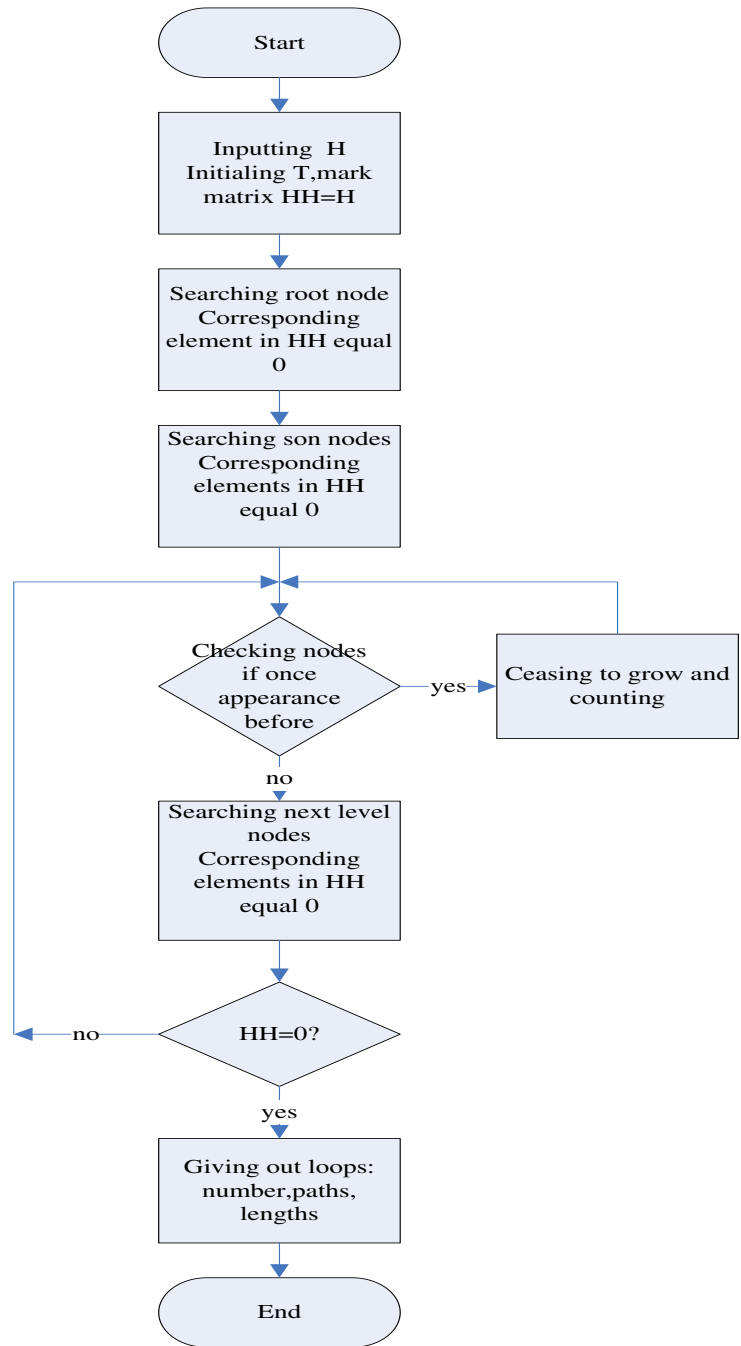 Start
Inputting  H
Initialing T,mark
matrix HH=H
Searching root node
Corresponding
element in HH equal
0
Searching son nodes
Corresponding
elements in HH
equal 0
Checking nodes
if once
appearance
before
yes
Ceasing to grow and
counting
no
Searching next level
nodes
Corresponding
elements in HH
equal 0
HH=0?
no
yes
Giving out loops:
number,paths,
lengths
End